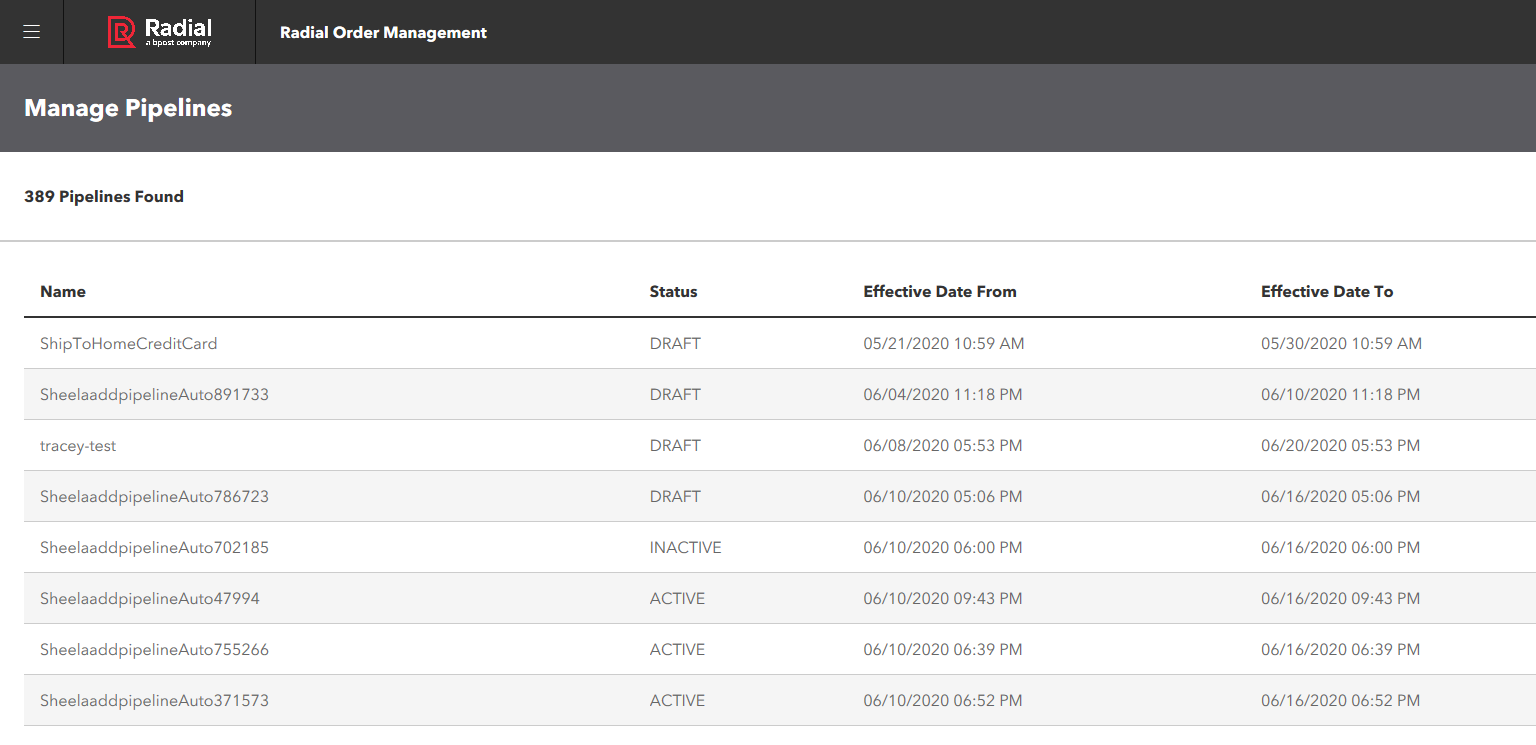 Radial
a bpost company
Radial Order Management
Manage Pipelines
389 Pipelines Found
Name Status Effective Date From Effective Date To
ShipToHomeCreditCard DRAFT 05/21/2020 10:59 AM 05/30/2020 10:59 AM
SheelaaddpipelineAuto891733 DRAFT 06/04/2020 11:18 PM 06/10/2020 11:18 PM
tracey-test DRAFT 06/08/2020 05:53 PM 06/20/2020 05:53 PM
SheelaaddpipelineAuto786723 DRAFT 06/10/2020 05:06 PM 06/16/2020 05:06 PM
SheelaaddpipelineAuto702185 INACTIVE 06/10/2020 06:00 PM 06/16/2020 06:00 PM
SheelaaddpipelineAuto47994 ACTIVE 06/10/2020 09:43 PM 06/16/2020 09:43 PM
SheelaaddpipelineAuto755266 ACTIVE 06/10/2020 06:39 PM 06/16/2020 06:39 PM
SheelaaddpipelineAuto371573 ACTIVE 06/10/2020 06:52 PM 06/16/2020 06:52 PM